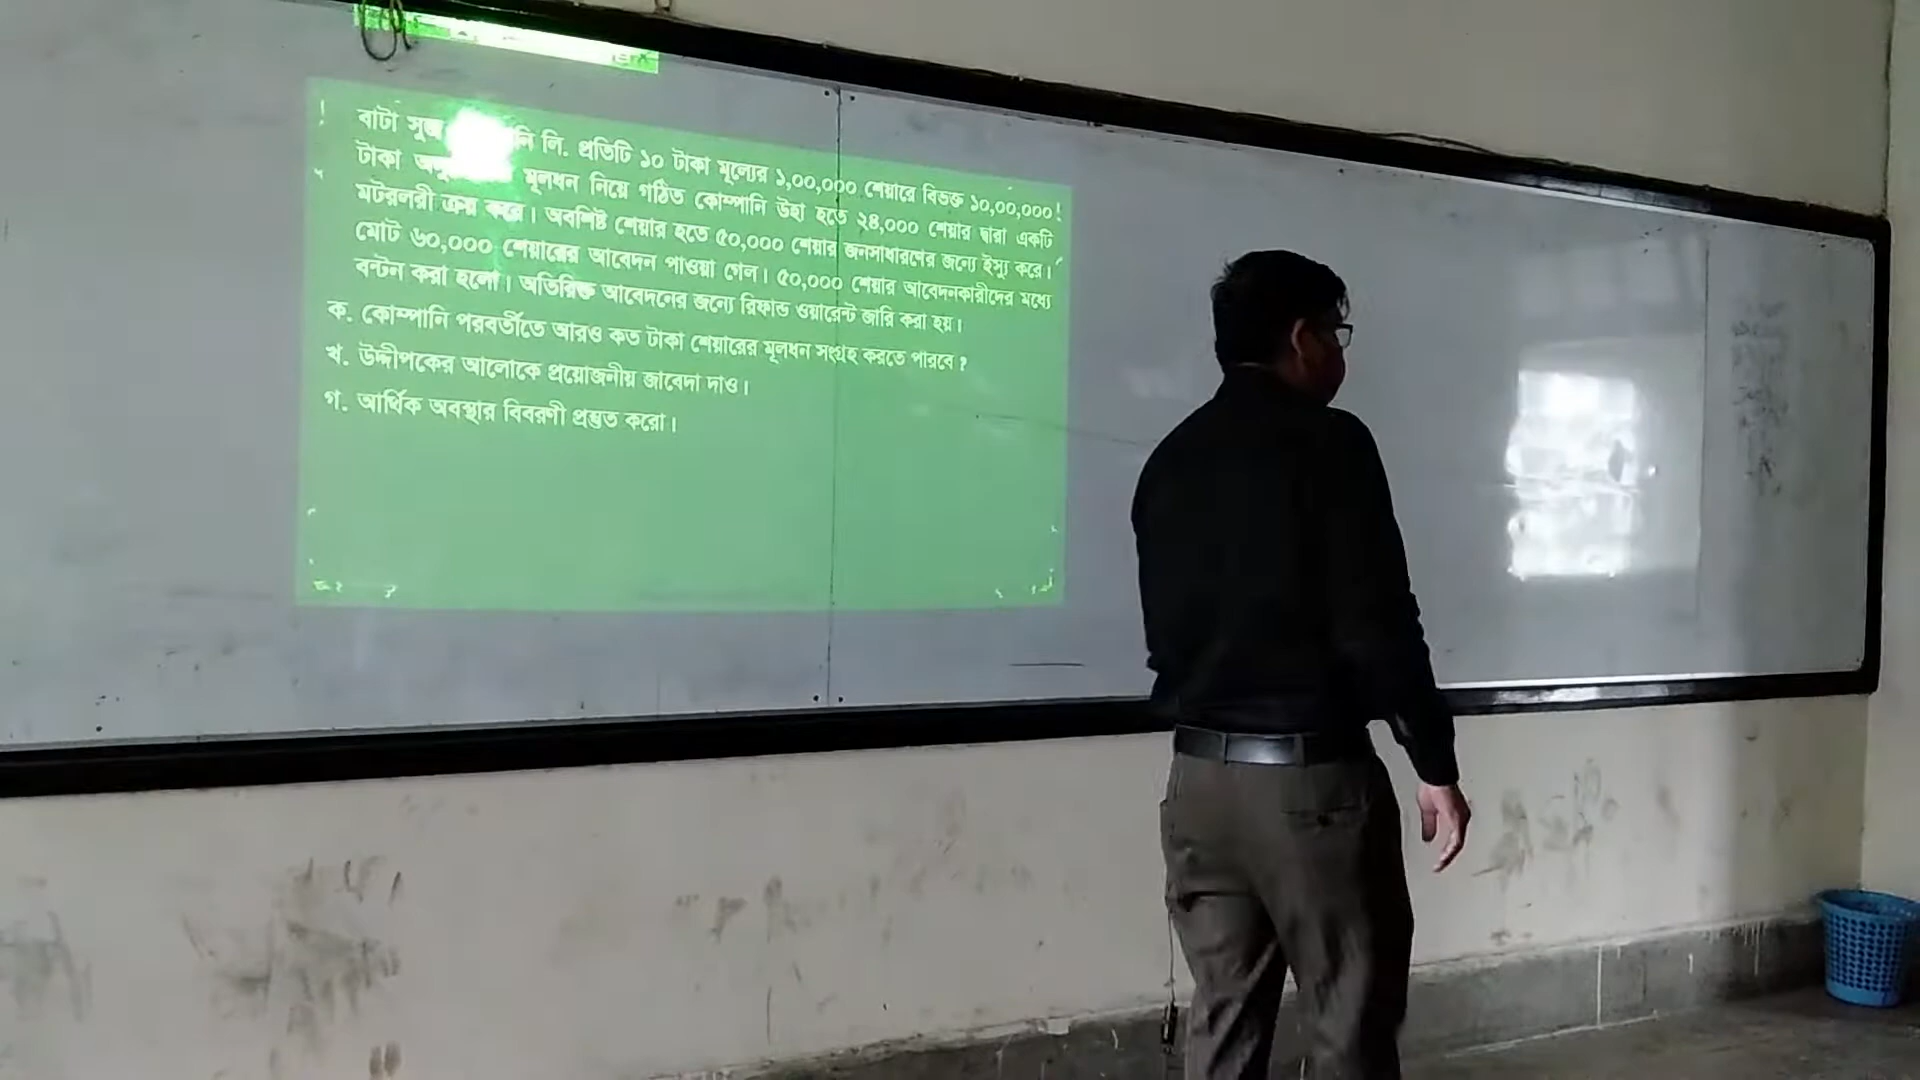 বাটা সুজ লি. প্রতিটি ১০ টাকা মূল্যের ১,০০,০০০ শেয়ারে বিভক্ত ১০,০০,০০০
টাকা মূলধন নিয়ে গঠিত কোম্পানি উহা হতে ২৪,০০০ শেয়ার দ্বারা একটি
মটরলরী ক্রয় করে। অবশিষ্ট শেয়ার হতে ৫০,০০০ শেয়ার জনসাধারণের জন্যে ইস্যু করে।
মোট ৬০,০০০ শেয়ারের আবেদন পাওয়া গেল। ৫০,০০০ শেয়ার আবেদনকারীদের মধ্যে
বন্টন করা হলো। অতিরিক্ত আবেদনের জন্যে রিফান্ড ওয়ারেন্ট জারি করা হয়।
ক. কোম্পানি পরবর্তীতে আরও কত টাকা শেয়ারের মূলধন সংগ্রহ করতে পারবে ?
খ. উদ্দীপকের আলোকে প্রয়োজনীয় জাবেদা দাও।
গ. আর্থিক অবস্থার বিবরণী প্রস্তুত করো।